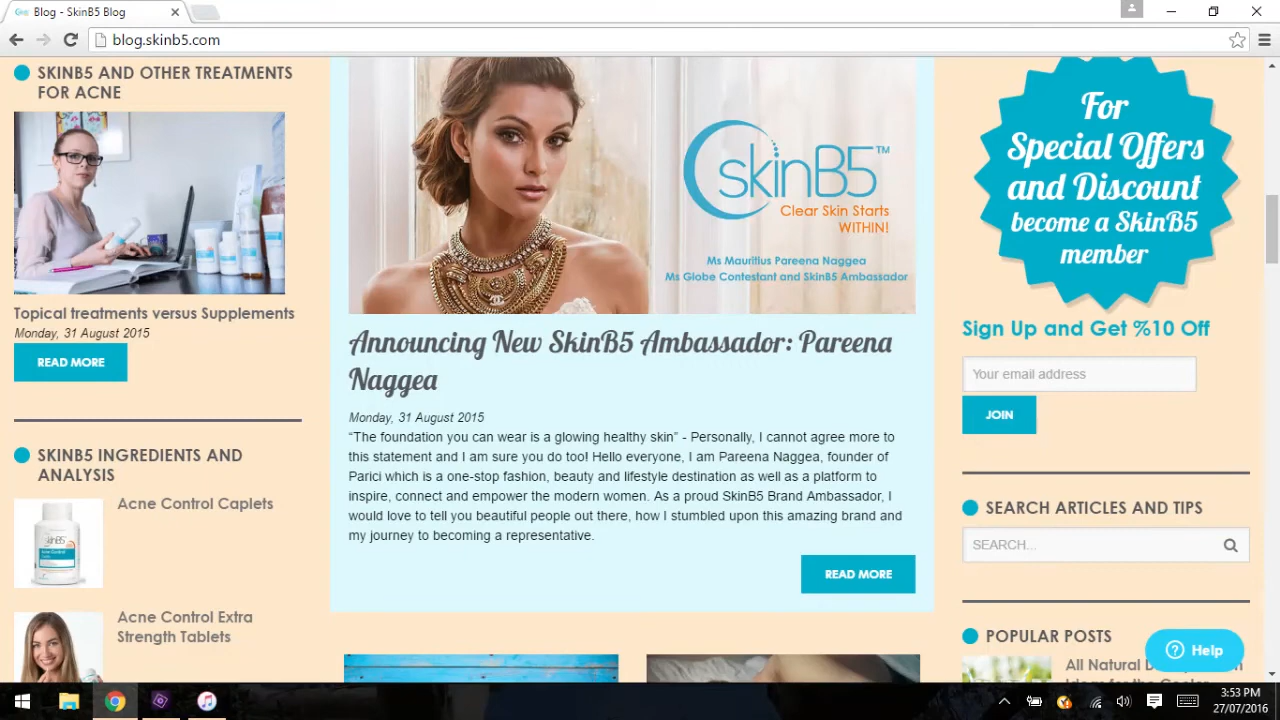 Blog - SkinB5 Blog
blog.skinb5.com
SKINB5 AND OTHER TREATMENTS
FOR ACNE
Topical treatments versus Supplements
Monday, 31 August 2015
READ MORE
SKINB5 INGREDIENTS AND
ANALYSIS
Acne Control Caplets
Acne Control Extra
Strength Tablets
skinB5™
Clear Skin Starts
WITHIN!
Ms Mauritius Pareena Naggea
Ms Globe Contestant and SkinB5 Ambassador
Announcing New SkinB5 Ambassador: Pareena
Naggea
Monday, 31 August 2015
“The foundation you can wear is a glowing healthy skin” - Personally, I cannot agree more to
this statement and I am sure you do too! Hello everyone, I am Pareena Naggea, founder of
Parici which is a one-stop fashion, beauty and lifestyle destination as well as a platform to
inspire, connect and empower the modern women. As a proud SkinB5 Brand Ambassador, I
would love to tell you beautiful people out there, how I stumbled upon this amazing brand and
my journey to becoming a representative.
READ MORE
For
Special Offers
and Discount
become a SkinB5
member
Sign Up and Get %10 Off
Your email address
JOIN
SEARCH ARTICLES AND TIPS
SEARCH...
POPULAR POSTS
All Natural
Help
3:53 PM
27/07/2016